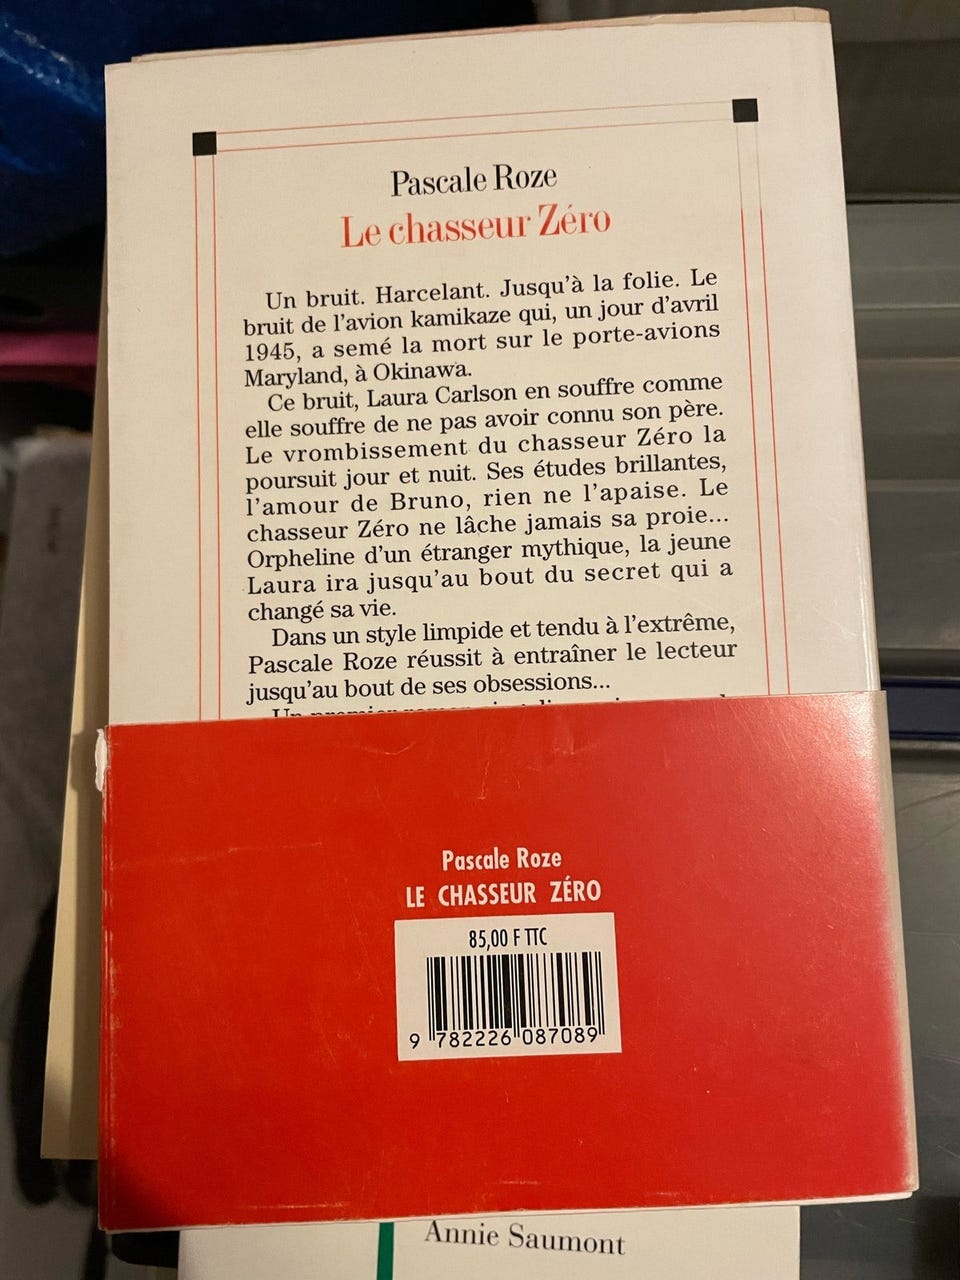 Pascale Roze
Le chasseur Zéro
Un bruit. Harcelant. Jusqu'à la folie. Le
bruit de l'avion kamikaze qui, un jour d'avril
1945, a semé la mort sur le porte-avions
Maryland, à Okinawa.
Ce bruit, Laura Carlson en souffre comme
elle souffre de ne pas avoir connu son père.
Le vrombissement du chasseur Zéro la
poursuit jour et nuit. Ses études brillantes,
l'amour de Bruno, rien ne l'apaise. Le
chasseur Zéro ne lâche jamais sa proie...
Orpheline d'un étranger mythique, la jeune
Laura ira jusqu'au bout du secret qui a
changé sa vie.
Dans un style limpide et tendu à l'extrême,
Pascale Roze réussit à entraîner le lecteur
jusqu'au bout de ses obsessions...
Un premier roman
Pascale Roze
LE CHASSEUR ZÉRO
85,00 F TTC
9 782226 087089
Annie Saumont